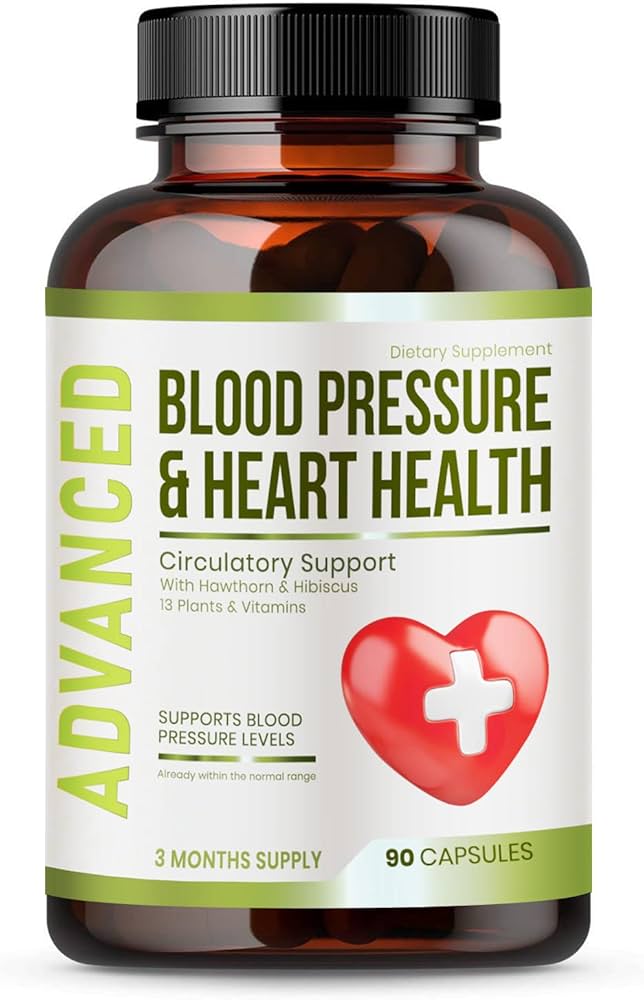 ADVANCED
Dietary Supplement
BLOOD PRESSURE
& HEART HEALTH
Circulatory Support
With Hawthorn & Hibiscus
13 Plants & Vitamins
SUPPORTS BLOOD
PRESSURE LEVELS
Already within the normal range
3 MONTHS SUPPLY
90 CAPSULES